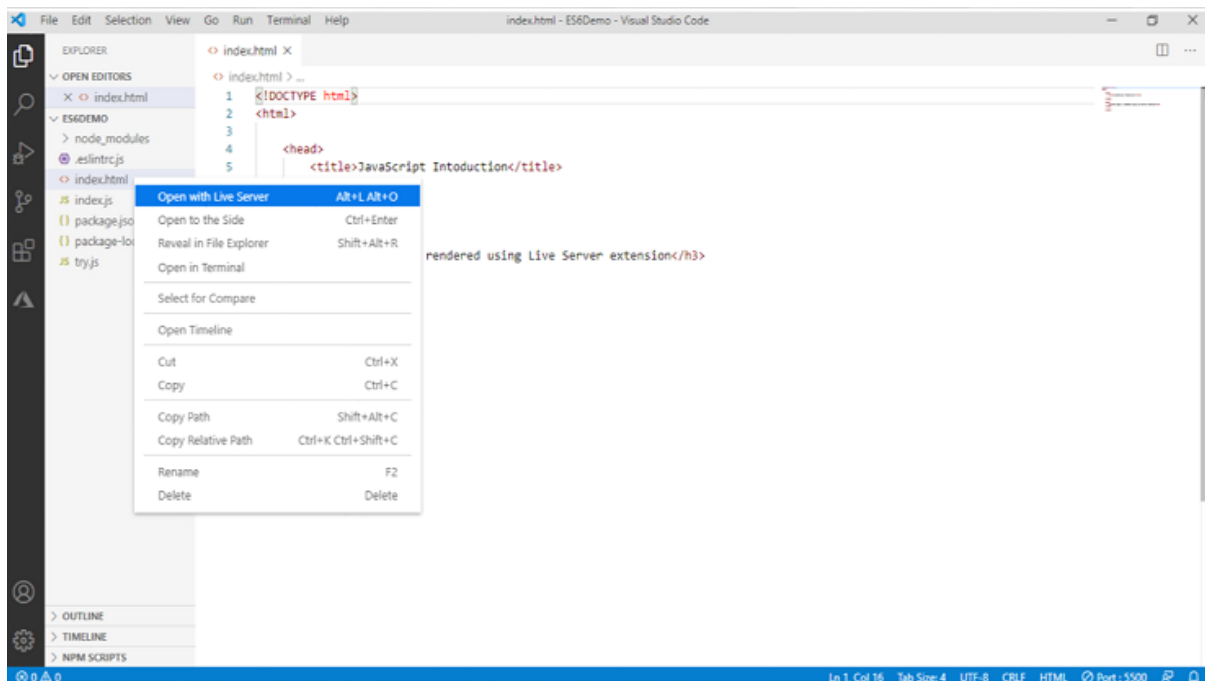 File Edit Selection View Go Run Terminal Help index.html - ES6Demo - Visual Studio Code
EXPLORER
OPEN EDITORS
index.html
ES6DEMO
node_modules
.eslintrc.js
index.html
JS index.js
{} package.jso
{} package-loc
JS try.js
OUTLINE
TIMELINE
NPM SCRIPTS
index.html
index.html > ...
1 <!DOCTYPE html>
2 <html>
3
4 <head>
5 <title>JavaScript Intoduction</title>
rendered using Live Server extension</h3>
Open with Live Server Alt+L Alt+O
Open to the Side Ctrl+Enter
Reveal in File Explorer Shift+Alt+R
Open in Terminal
Select for Compare
Open Timeline
Cut Ctrl+X
Copy Ctrl+C
Copy Path Shift+Alt+C
Copy Relative Path Ctrl+K Ctrl+Shift+C
Rename F2
Delete Delete
0 0 Ln 1, Col 16 Tab Size: 4 UTF-8 CRLF HTML Port : 5500